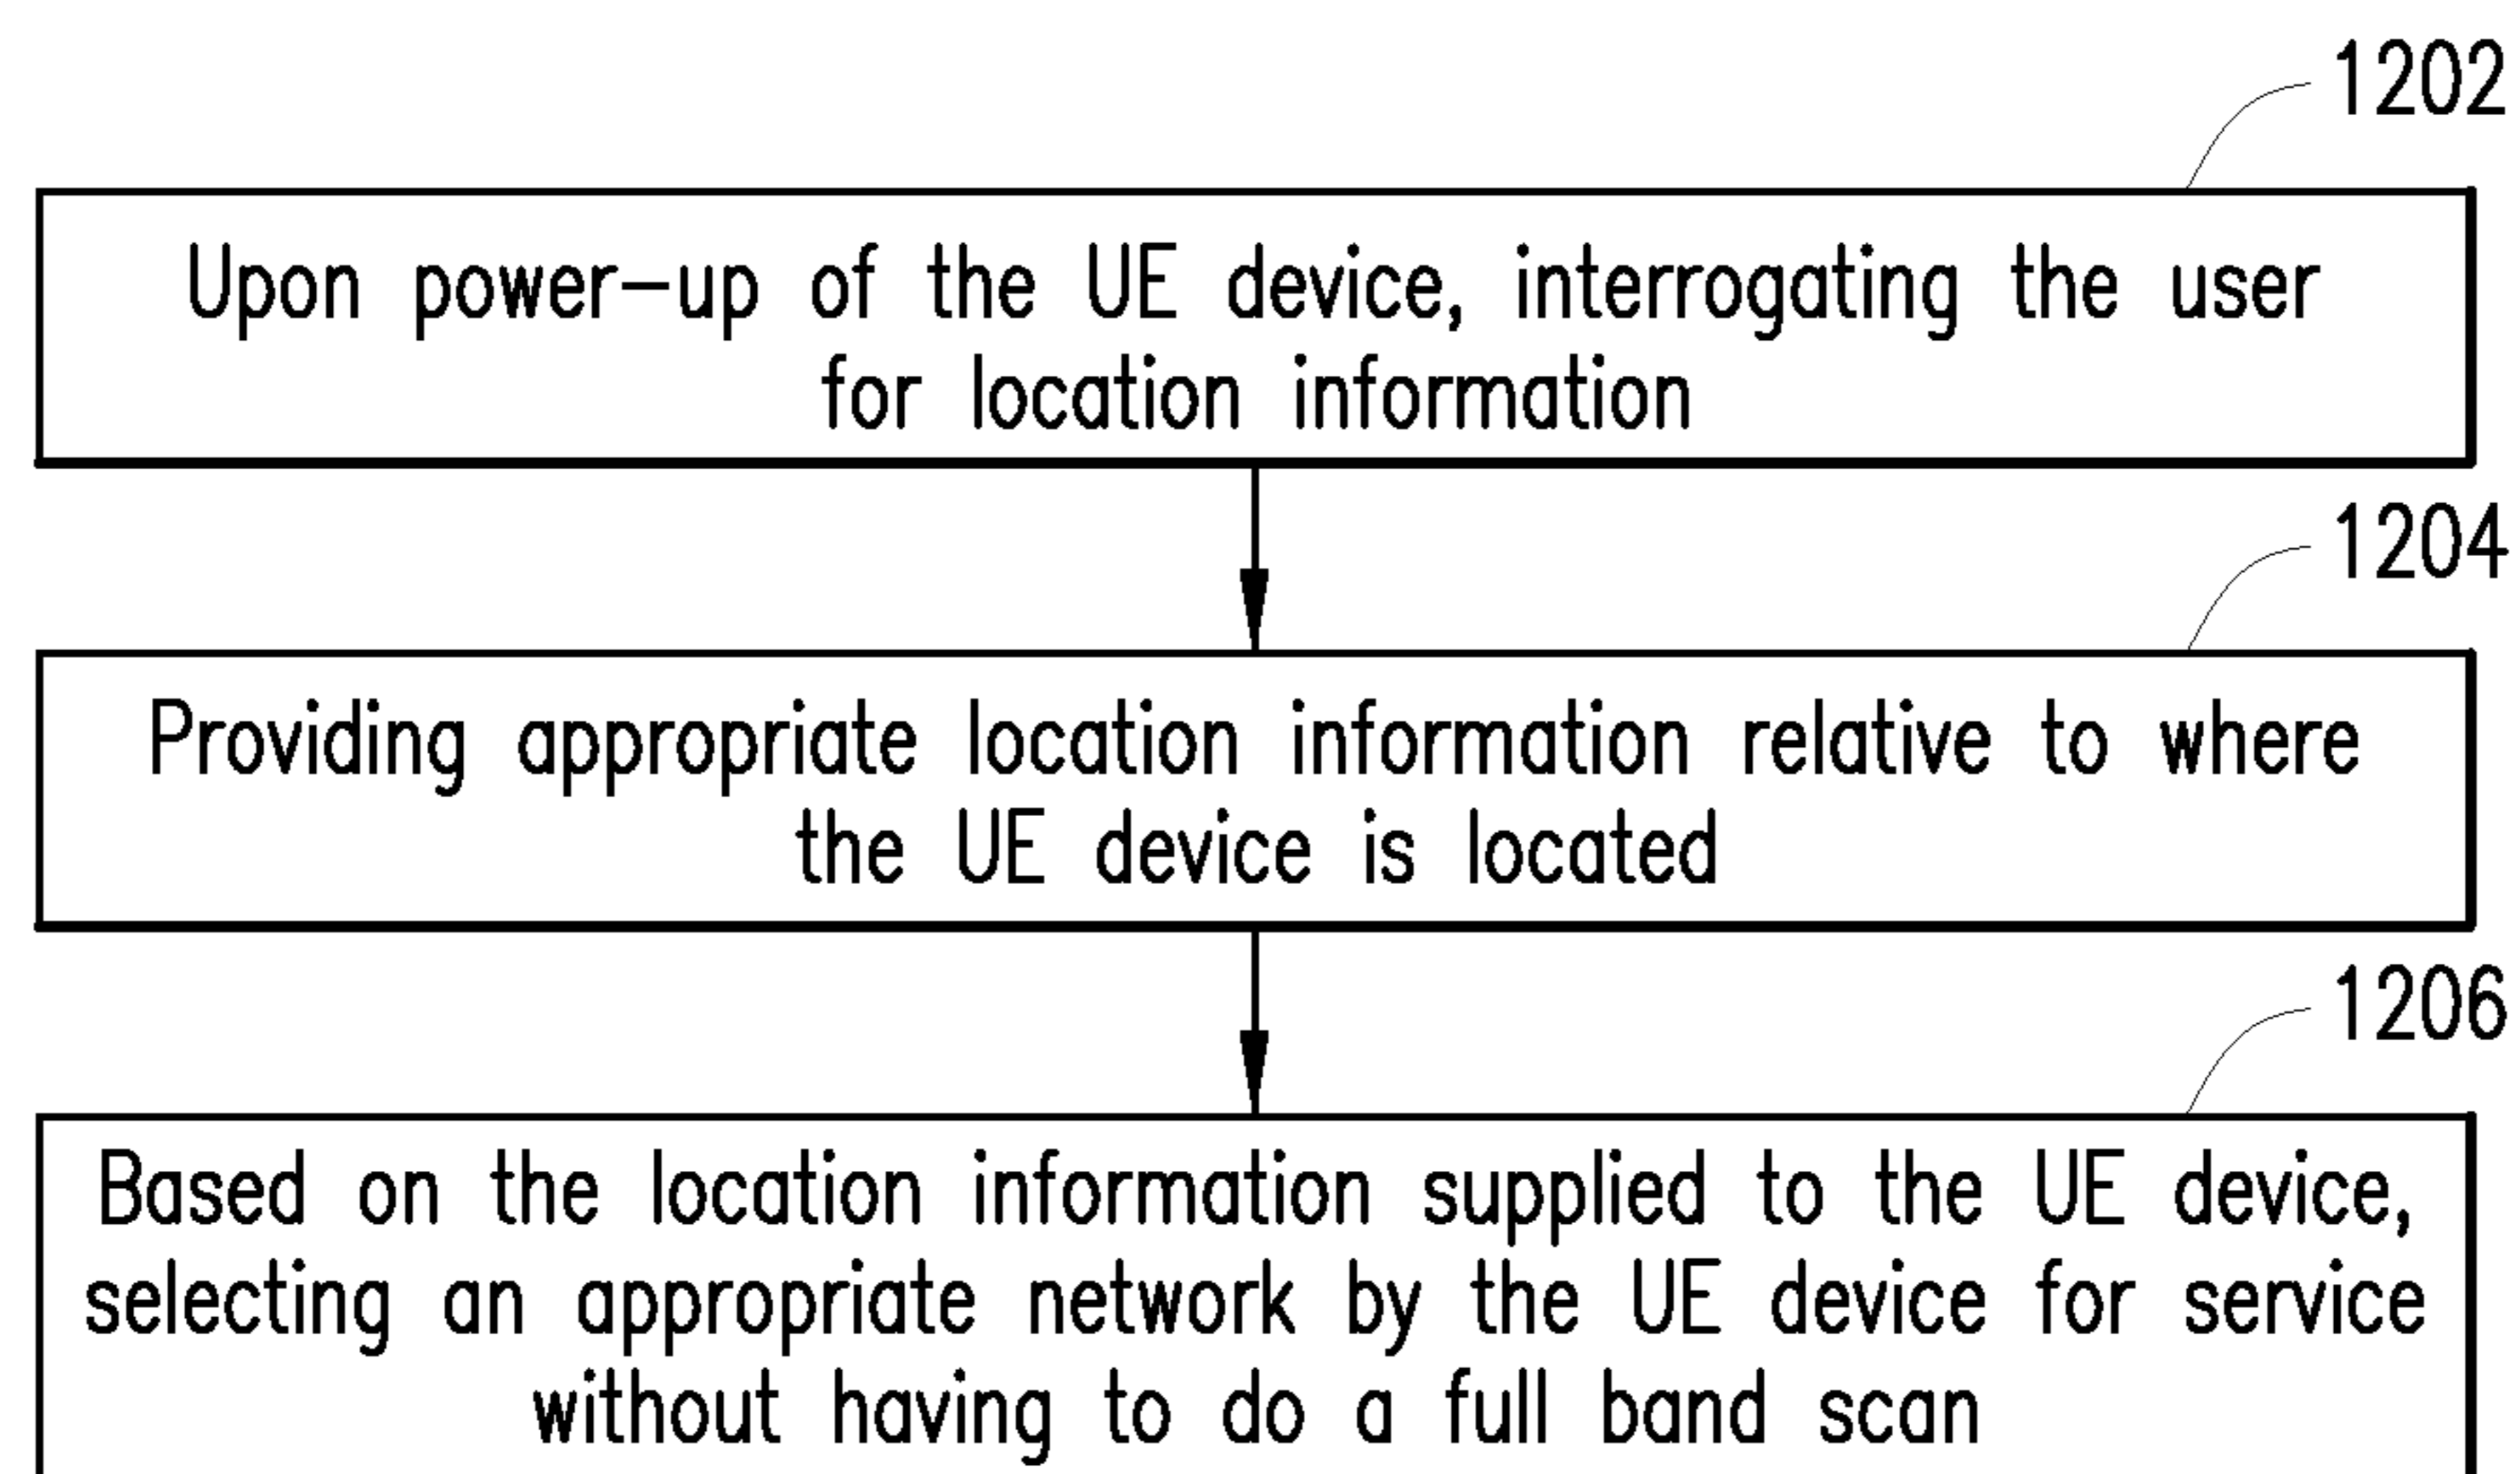 1202
Upon power-up of the UE device, interrogating the user
for location information
1204
Providing appropriate location information relative to where
the UE device is located
1206
Based on the location information supplied to the UE device,
selecting an appropriate network by the UE device for service
without having to do a full band scan